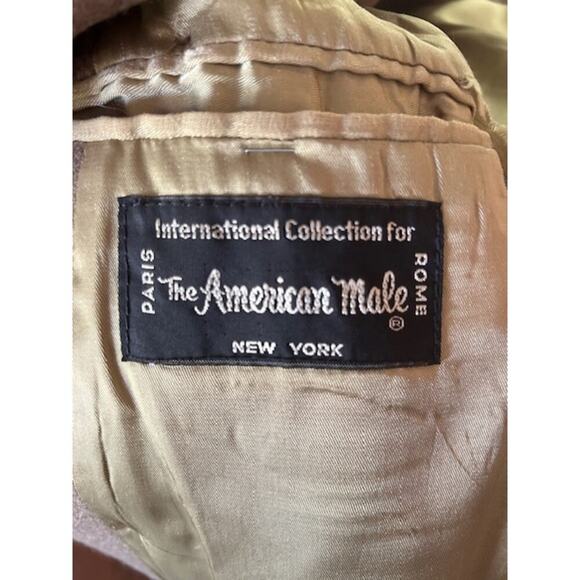 International Collection for
PARIS
The American Male ®
ROME
NEW YORK